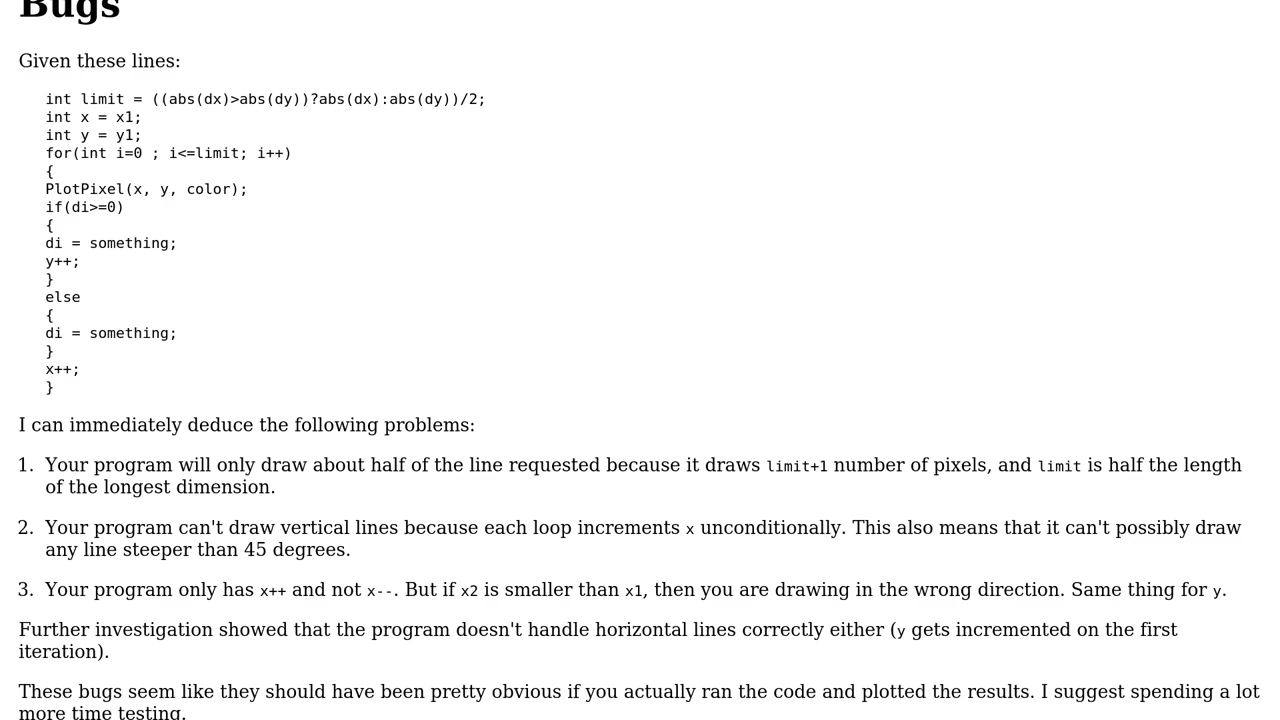 Bugs
Given these lines:
int limit = ((abs(dx)>abs(dy))?abs(dx):abs(dy))/2;
int x = x1;
int y = y1;
for(int i=0 ; i<=limit; i++)
{
PlotPixel(x, y, color);
if(di>=0)
{
di = something;
y++;
}
else
{
di = something;
}
x++;
}
I can immediately deduce the following problems:
1. Your program will only draw about half of the line requested because it draws limit+1 number of pixels, and limit is half the length
of the longest dimension.
2. Your program can't draw vertical lines because each loop increments x unconditionally. This also means that it can't possibly draw
any line steeper than 45 degrees.
3. Your program only has x++ and not x--. But if x2 is smaller than x1, then you are drawing in the wrong direction. Same thing for y.
Further investigation showed that the program doesn't handle horizontal lines correctly either (y gets incremented on the first
iteration).
These bugs seem like they should have been pretty obvious if you actually ran the code and plotted the results. I suggest spending a lot
more time testing.